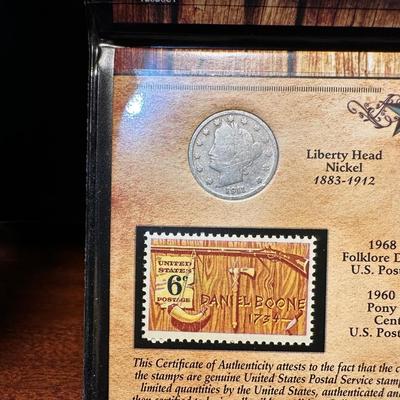 Liberty Head
Nickel
1883-1912
1911
UNITED
STATES
6¢
POSTAGE
DANIEL BOONE
1734
1968
Folklore D
U.S. Post
1960
Pony
Cent
U.S. Post
This Certificate of Authenticity attests to the fact that the c
the stamps are genuine United States Postal Service stam
limited quantities by the United States, authenticated and